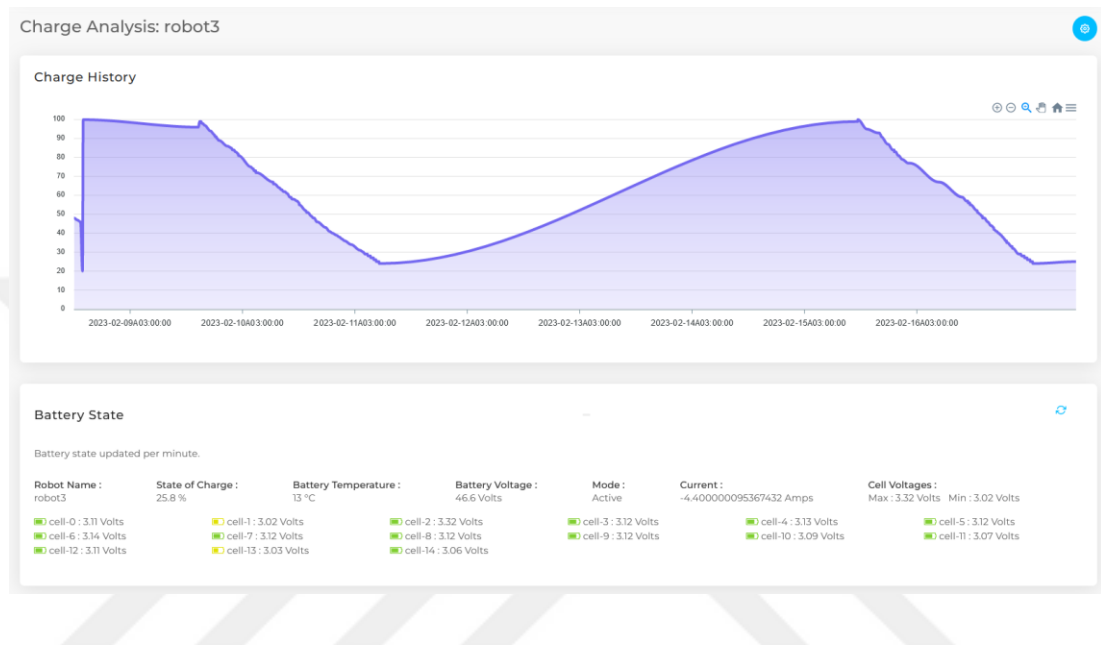 Charge Analysis: robot3
Charge History
100
90
80
70
60
50
40
30
20
10
0
2023-02-09A03:00:00 2023-02-10A03:00:00 2023-02-11A03:00:00 2023-02-12A03:00:00 2023-02-13A03:00:00 2023-02-14A03:00:00 2023-02-15A03:00:00 2023-02-16A03:00:00
Battery State
Battery state updated per minute.
Robot Name : State of Charge : Battery Temperature : Battery Voltage : Mode : Current : Cell Voltages :
robot3 25.8 % 13 °C 46.6 Volts Active -4.400000095367432 Amps Max : 3.32 Volts Min : 3.02 Volts
cell-0 : 3.11 Volts cell-1 : 3.02 Volts cell-2 : 3.32 Volts cell-3 : 3.12 Volts cell-4 : 3.13 Volts cell-5 : 3.12 Volts
cell-6 : 3.14 Volts cell-7 : 3.12 Volts cell-8 : 3.12 Volts cell-9 : 3.12 Volts cell-10 : 3.09 Volts cell-11 : 3.07 Volts
cell-12 : 3.11 Volts cell-13 : 3.03 Volts cell-14 : 3.06 Volts